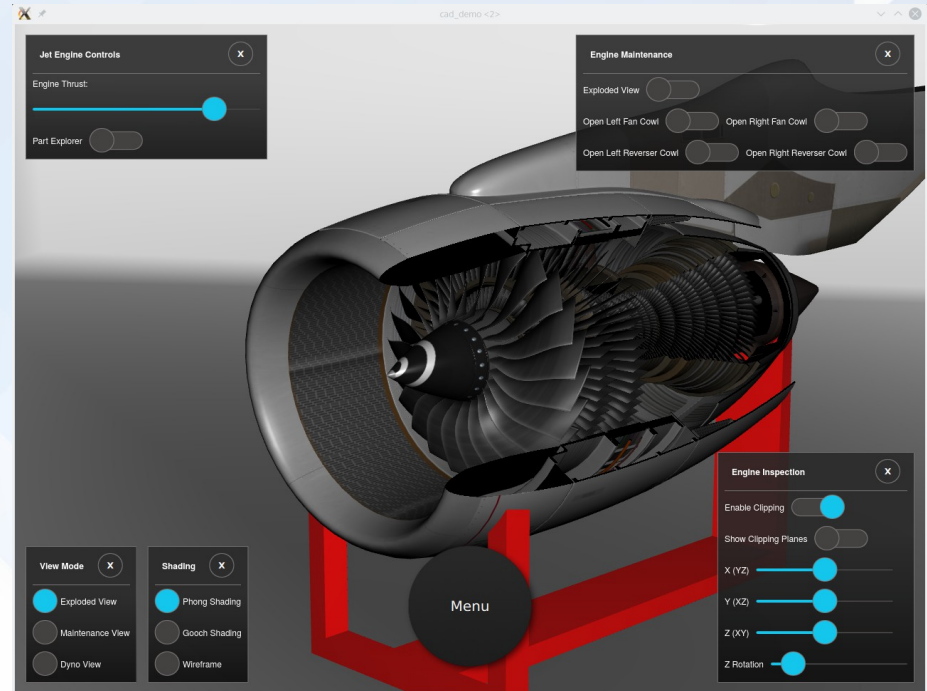 cad_demo <2>
Jet Engine Controls X
Engine Thrust:
Part Explorer
Engine Maintenance X
Exploded View
Open Left Fan Cowl Open Right Fan Cowl
Open Left Reverser Cowl Open Right Reverser Cowl
Engine Inspection X
Enable Clipping
Show Clipping Planes
X (YZ)
Y (XZ)
Z (XY)
Z Rotation
View Mode X
Exploded View
Maintenance View
Dyno View
Shading X
Phong Shading
Gooch Shading
Wireframe
Menu